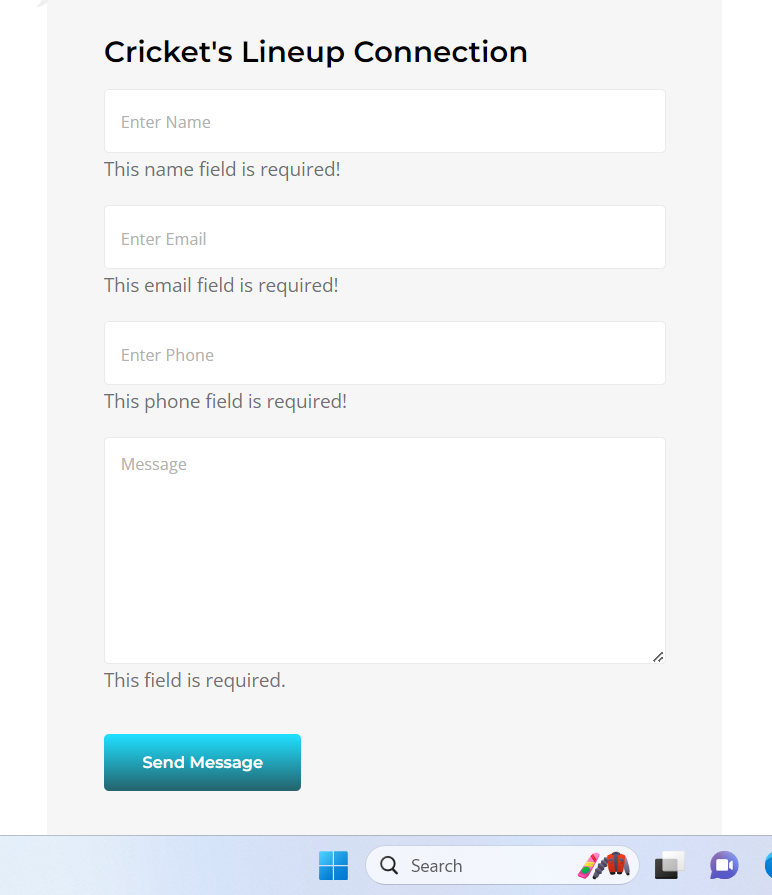 Cricket's Lineup Connection
Enter Name
This name field is required!
Enter Email
This email field is required!
Enter Phone
This phone field is required!
Message
This field is required.
Send Message
Search